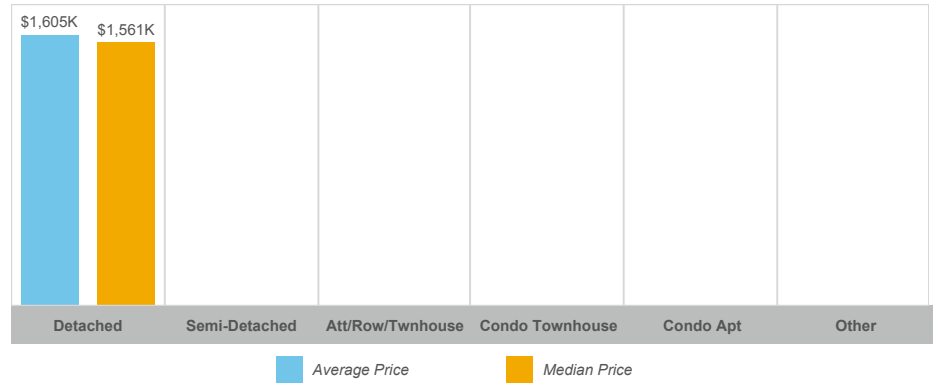 $1,605K
$1,561K
Detached Semi-Detached Att/Row/Twnhouse Condo Townhouse Condo Apt Other
Average Price Median Price